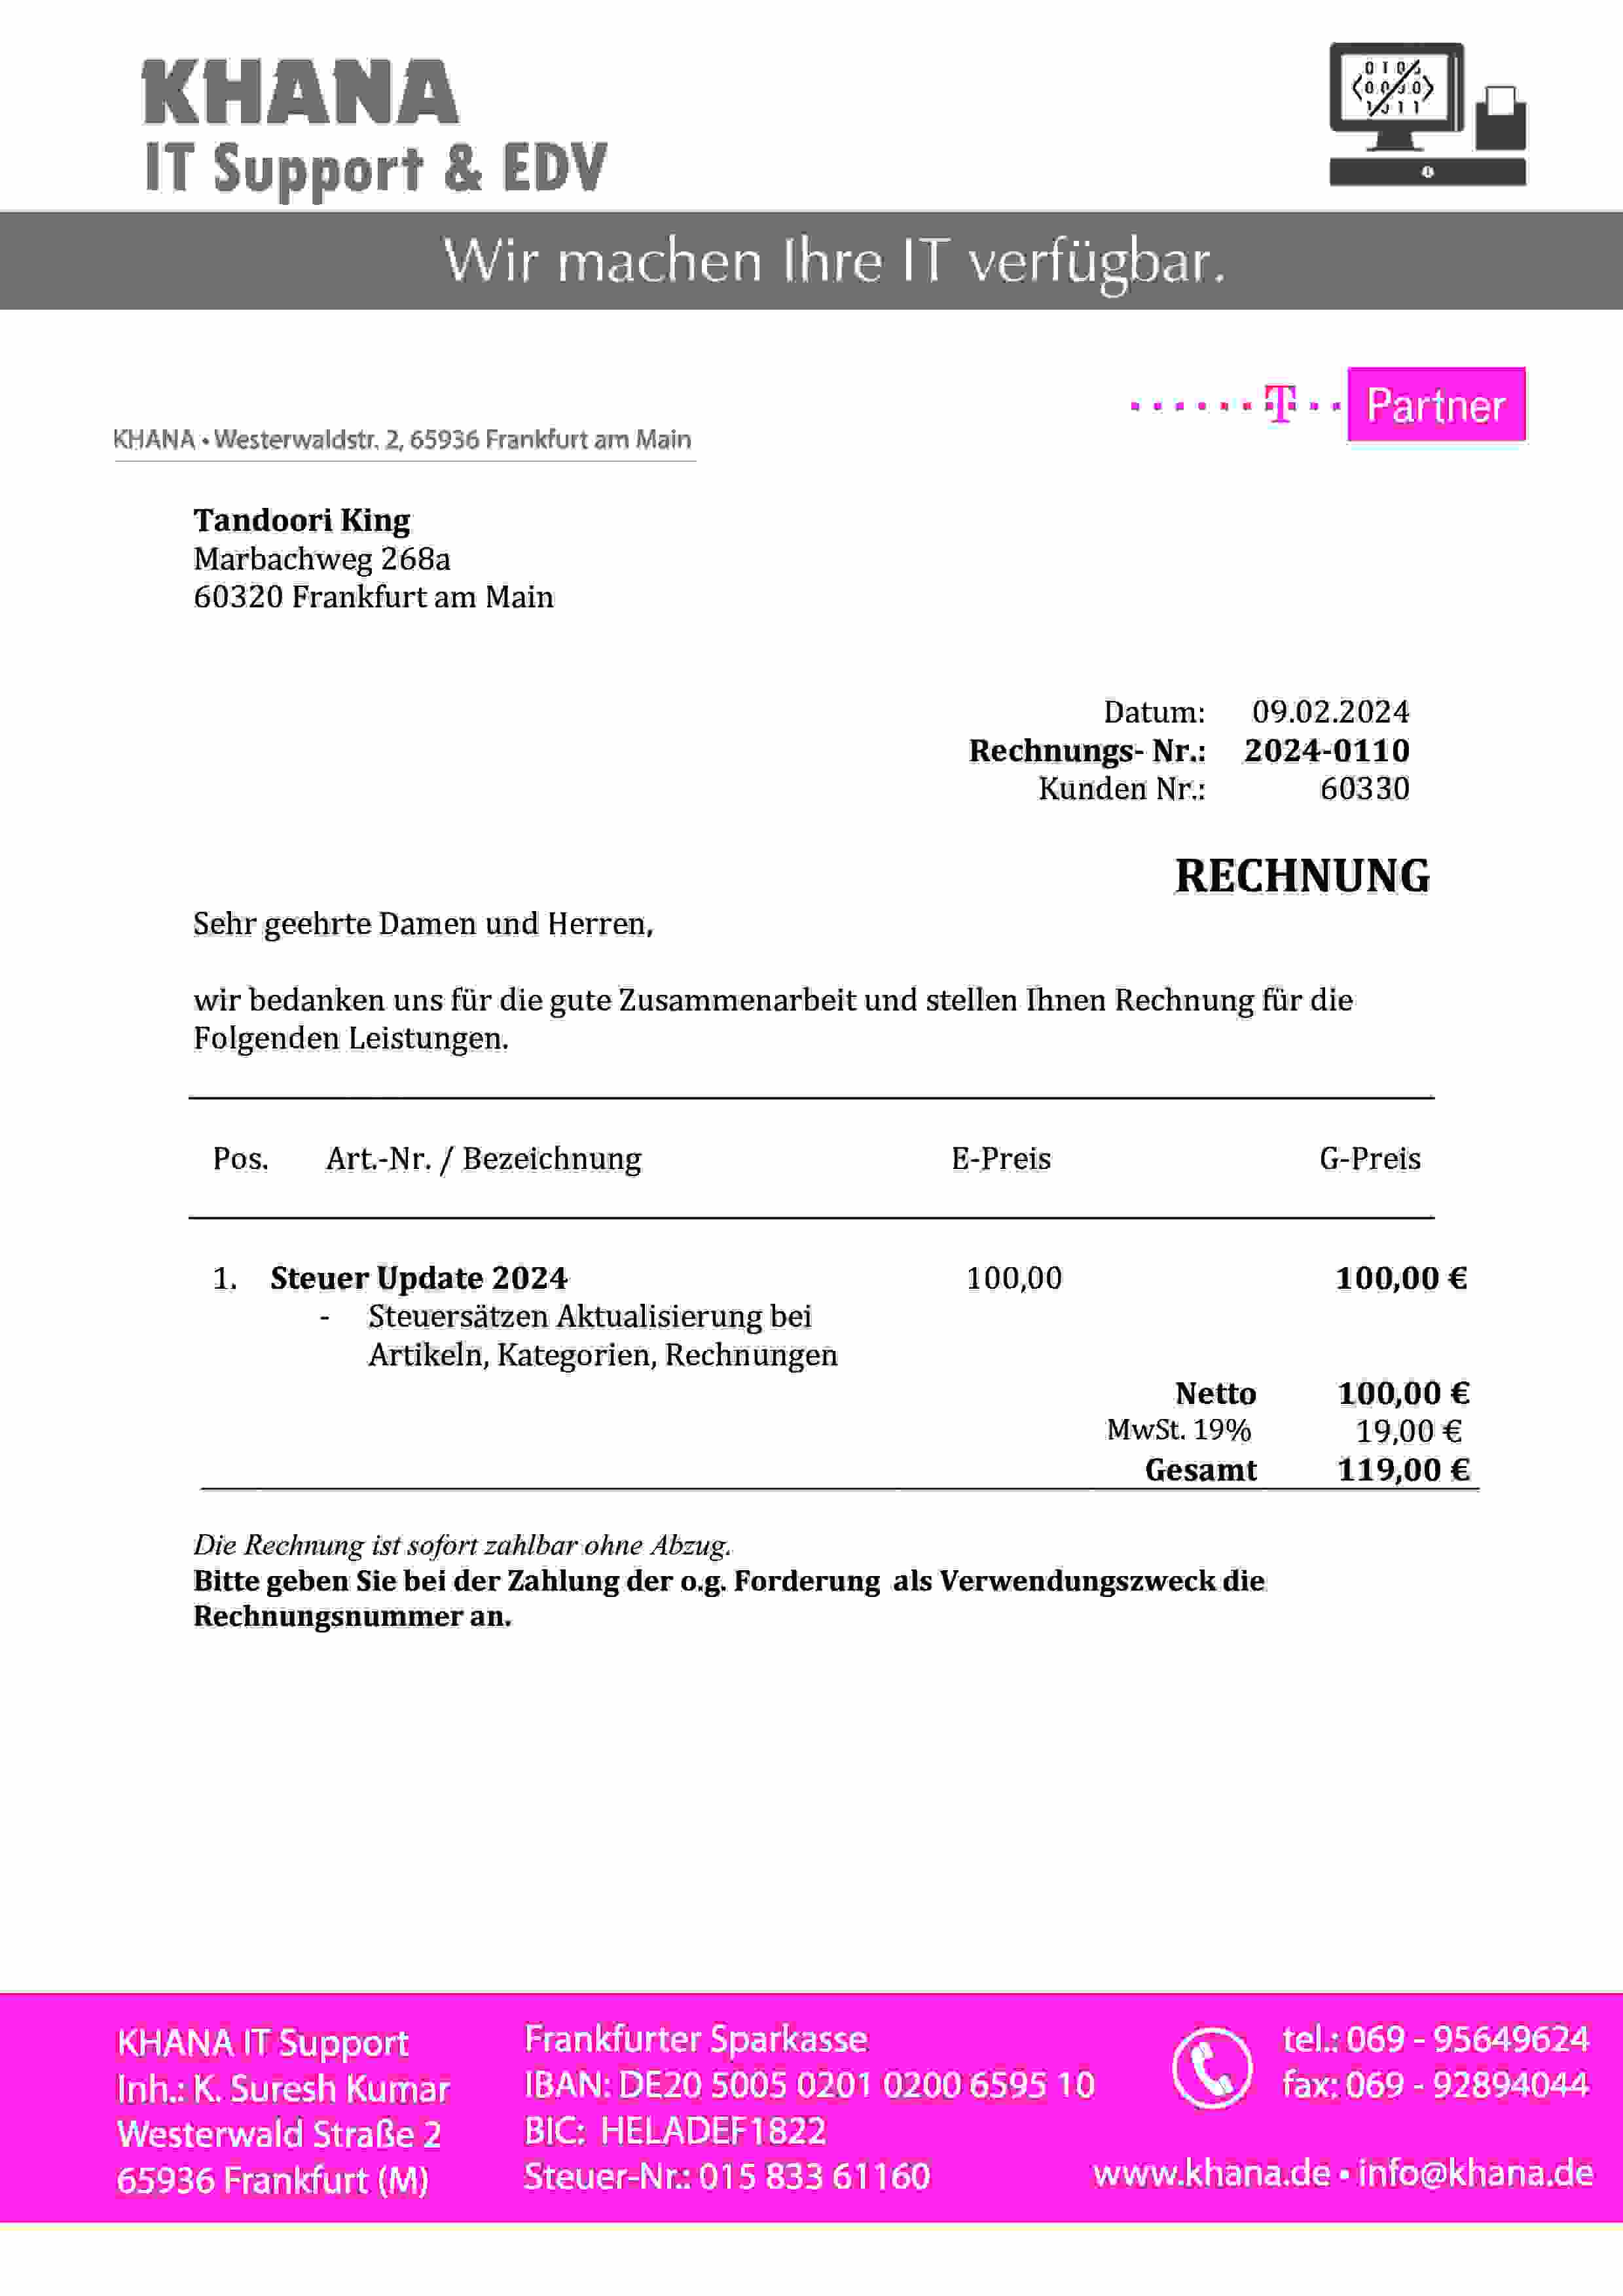 KHANA
IT Support & EDV
Wir machen Ihre IT verfügbar.
T Partner
KHANA • Westerwaldstr. 2, 65936 Frankfurt am Main
Tandoori King
Marbachweg 268a
60320 Frankfurt am Main
Datum: 09.02.2024
Rechnungs- Nr.: 2024-0110
Kunden Nr.: 60330
RECHNUNG
Sehr geehrte Damen und Herren,
wir bedanken uns für die gute Zusammenarbeit und stellen Ihnen Rechnung für die
Folgenden Leistungen.
Pos. Art.-Nr. / Bezeichnung E-Preis G-Preis
1. Steuer Update 2024 100,00 100,00 €
- Steuersätzen Aktualisierung bei
Artikeln, Kategorien, Rechnungen
Netto 100,00 €
MwSt. 19% 19,00 €
Gesamt 119,00 €
Die Rechnung ist sofort zahlbar ohne Abzug.
Bitte geben Sie bei der Zahlung der o.g. Forderung als Verwendungszweck die
Rechnungsnummer an.
KHANA IT Support
Inh.: K. Suresh Kumar
Westerwald Straße 2
65936 Frankfurt (M)
Frankfurter Sparkasse
IBAN: DE20 5005 0201 0200 6595 10
BIC: HELADEF1822
Steuer-Nr.: 015 833 61160
tel.: 069 - 95649624
fax: 069 - 92894044
www.khana.de • info@khana.de